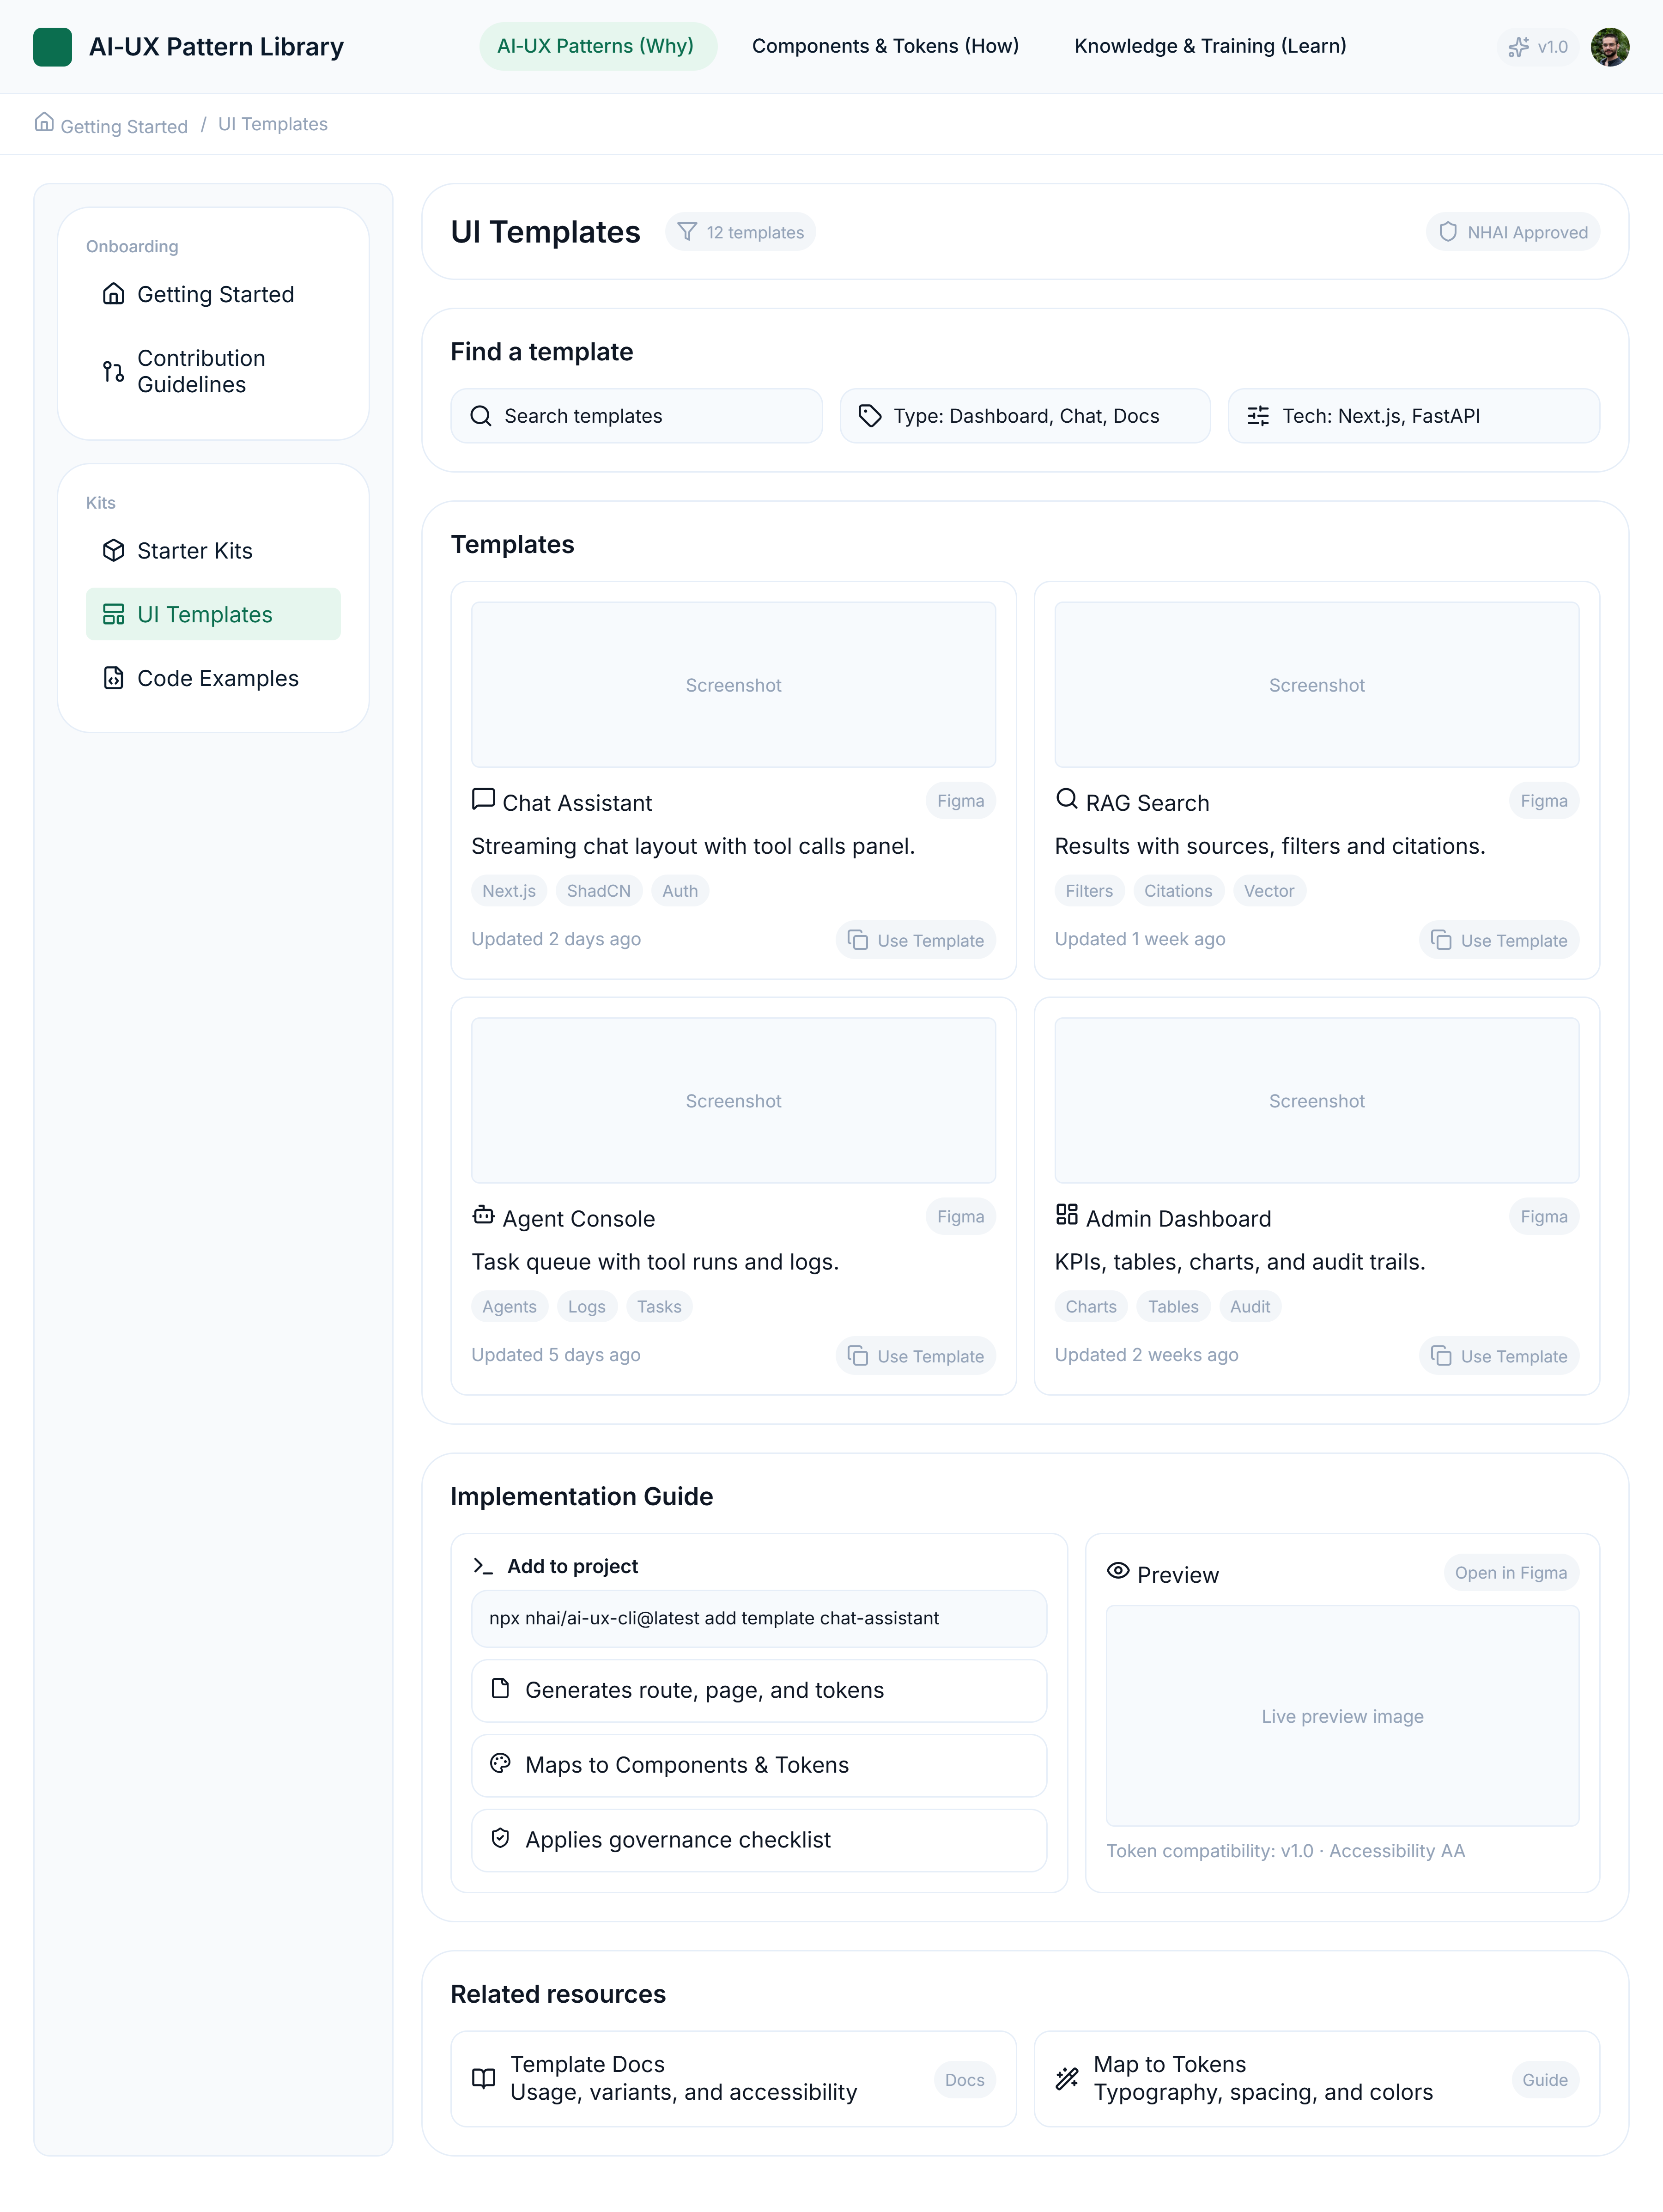 AI-UX Pattern Library
AI-UX Patterns (Why)
Components & Tokens (How)
Knowledge & Training (Learn)
v1.0
Getting Started / UI Templates
Onboarding
Getting Started
Contribution
Guidelines
Kits
Starter Kits
UI Templates
Code Examples
UI Templates
12 templates
NHAI Approved
Find a template
Search templates
Type: Dashboard, Chat, Docs
Tech: Next.js, FastAPI
Templates
Screenshot
Chat Assistant
Figma
Streaming chat layout with tool calls panel.
Next.js
ShadCN
Auth
Updated 2 days ago
Use Template
Screenshot
RAG Search
Figma
Results with sources, filters and citations.
Filters
Citations
Vector
Updated 1 week ago
Use Template
Screenshot
Agent Console
Figma
Task queue with tool runs and logs.
Agents
Logs
Tasks
Updated 5 days ago
Use Template
Screenshot
Admin Dashboard
Figma
KPIs, tables, charts, and audit trails.
Charts
Tables
Audit
Updated 2 weeks ago
Use Template
Implementation Guide
Add to project
npx nhai/ai-ux-cli@latest add template chat-assistant
Generates route, page, and tokens
Maps to Components & Tokens
Applies governance checklist
Preview
Open in Figma
Live preview image
Token compatibility: v1.0 · Accessibility AA
Related resources
Template Docs
Usage, variants, and accessibility
Docs
Map to Tokens
Typography, spacing, and colors
Guide